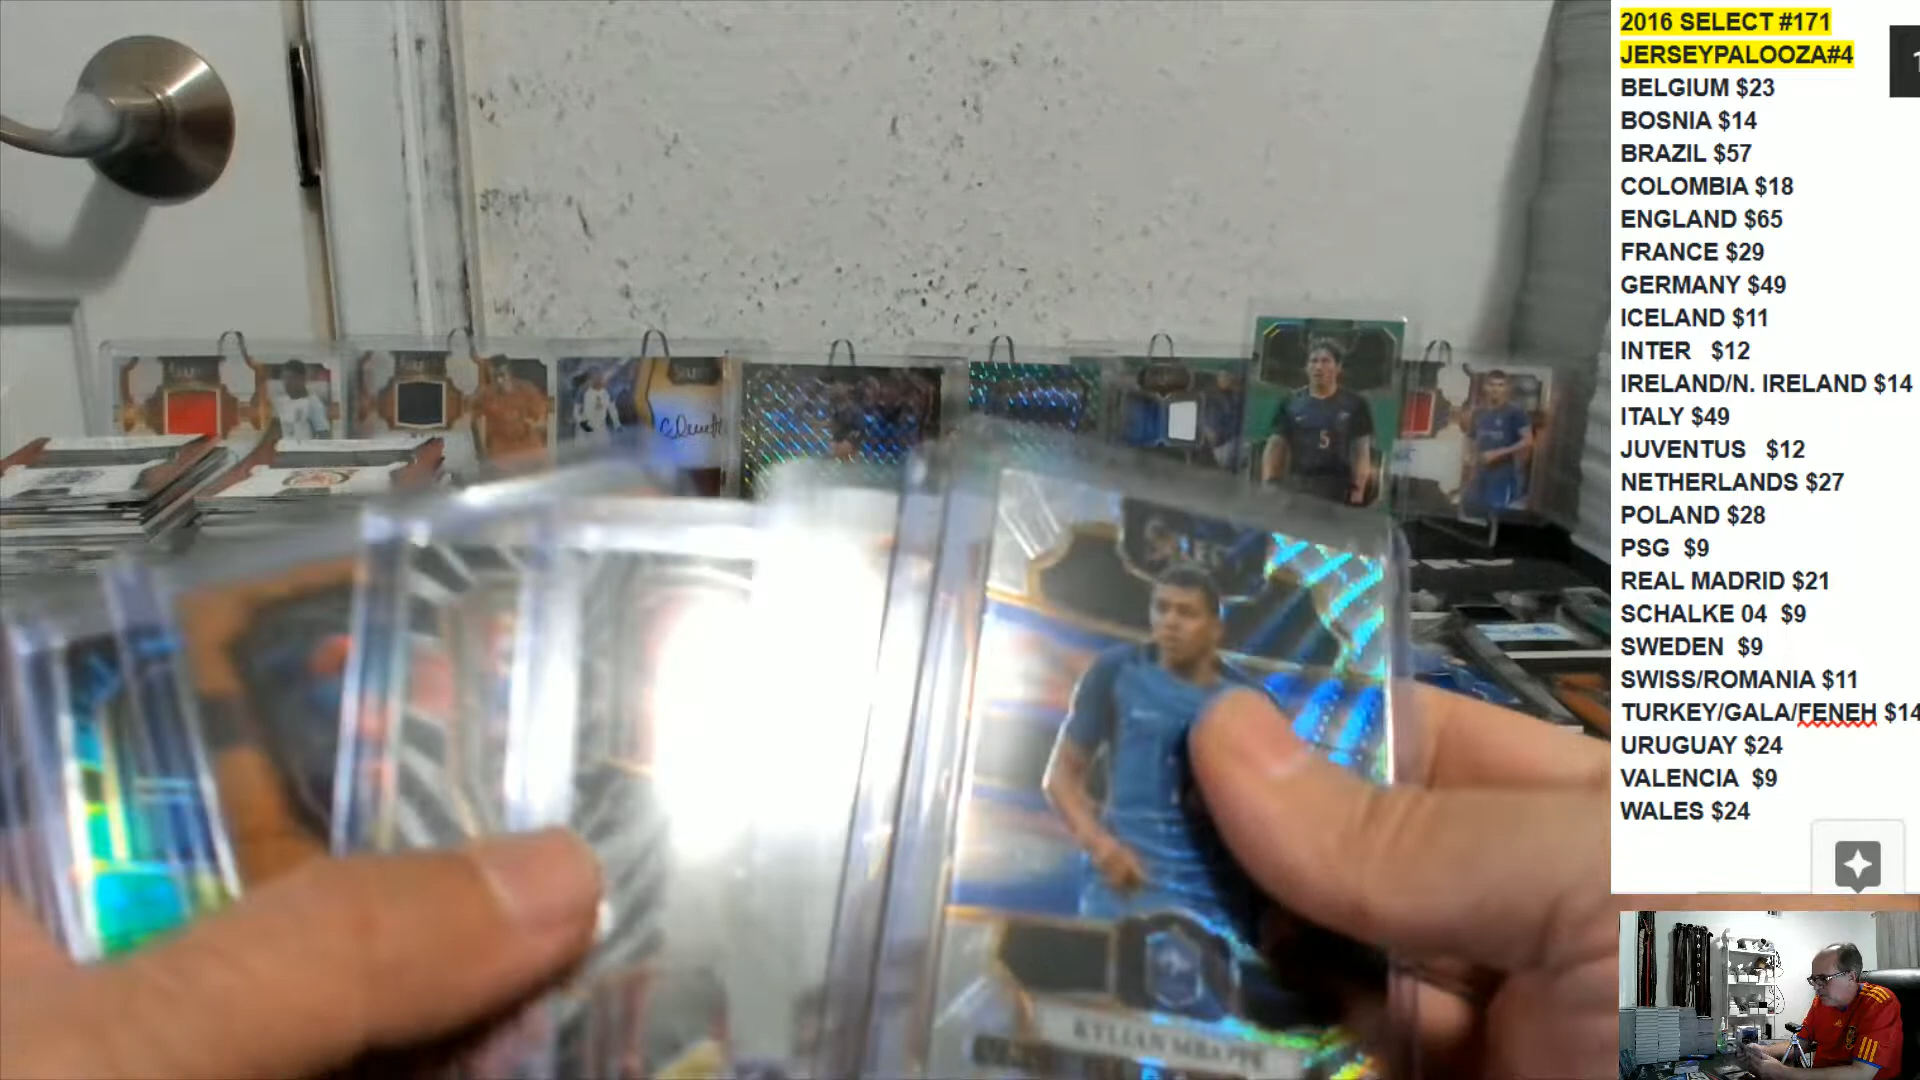 2016 SELECT #171
JERSEYPALOOZA#4
BELGIUM $23
BOSNIA $14
BRAZIL $57
COLOMBIA $18
ENGLAND $65
FRANCE $29
GERMANY $49
ICELAND $11
INTER $12
IRELAND/N. IRELAND $14
ITALY $49
JUVENTUS $12
NETHERLANDS $27
POLAND $28
PSG $9
REAL MADRID $21
SCHALKE 04 $9
SWEDEN $9
SWISS/ROMANIA $11
TURKEY/GALA/FENEH $14
URUGUAY $24
VALENCIA $9
WALES $24
5
KYLIAN MBAPPE